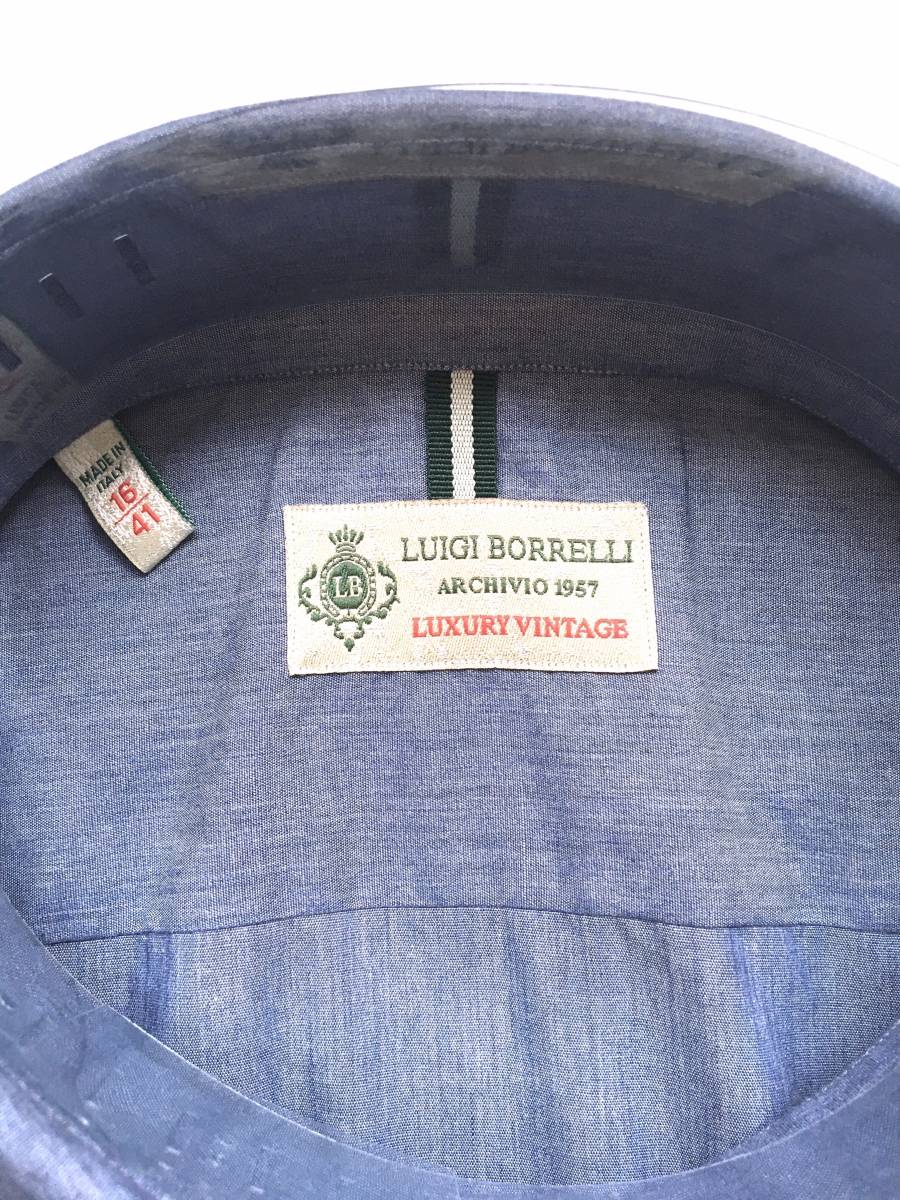 MADE IN
ITALY
16
41
LB
LUIGI BORRELLI
ARCHIVIO 1957
LUXURY VINTAGE